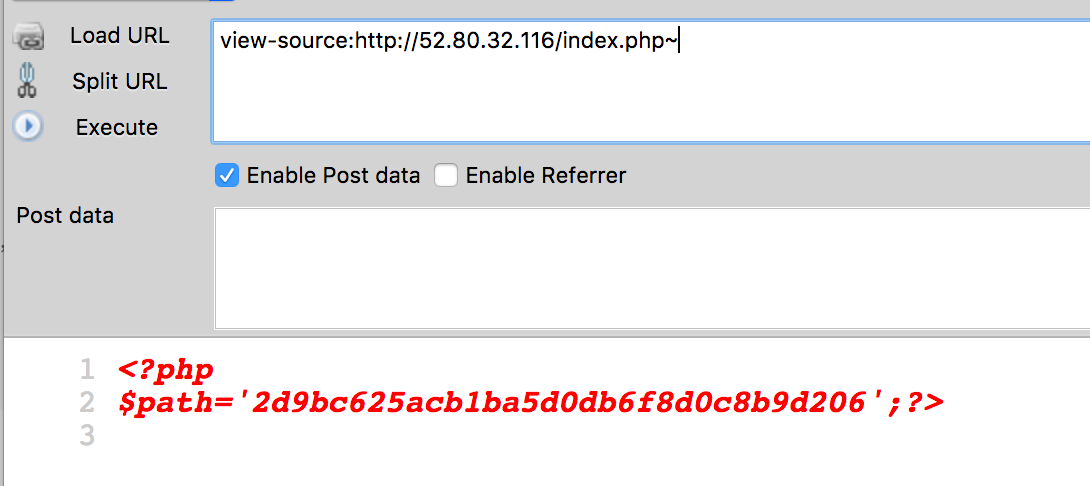 Load URL
view-source:http://52.80.32.116/index.php~
Split URL
Execute
Enable Post data
Enable Referrer
Post data
1 <?php
2 $path='2d9bc625acb1ba5d0db6f8d0c8b9d206';?>
3